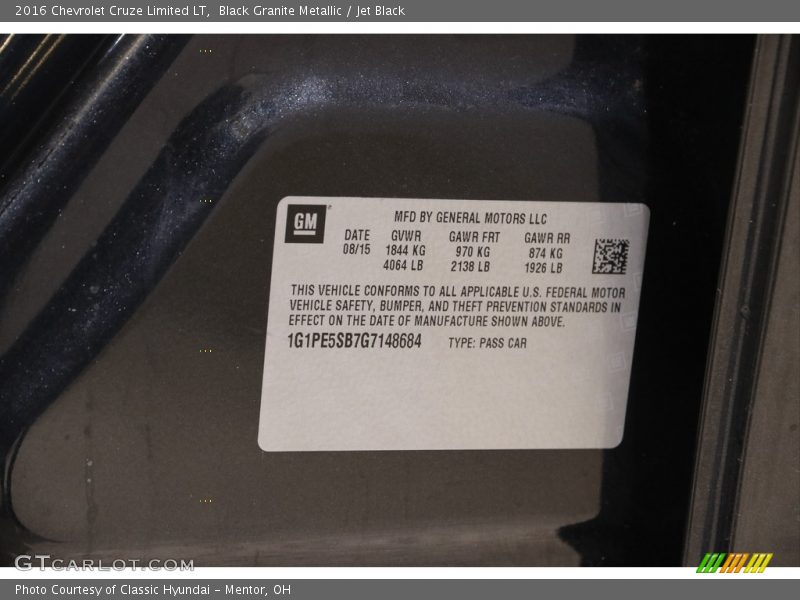 2016 Chevrolet Cruze Limited LT, Black Granite Metallic / Jet Black
GM
MFD BY GENERAL MOTORS LLC
DATE GVWR GAWR FRT GAWR RR
08/15 1844 KG 970 KG 874 KG
4064 LB 2138 LB 1926 LB
THIS VEHICLE CONFORMS TO ALL APPLICABLE U.S. FEDERAL MOTOR
VEHICLE SAFETY, BUMPER, AND THEFT PREVENTION STANDARDS IN
EFFECT ON THE DATE OF MANUFACTURE SHOWN ABOVE.
1G1PE5SB7G7148684 TYPE: PASS CAR
GTCARLOT.COM
Photo Courtesy of Classic Hyundai - Mentor, OH